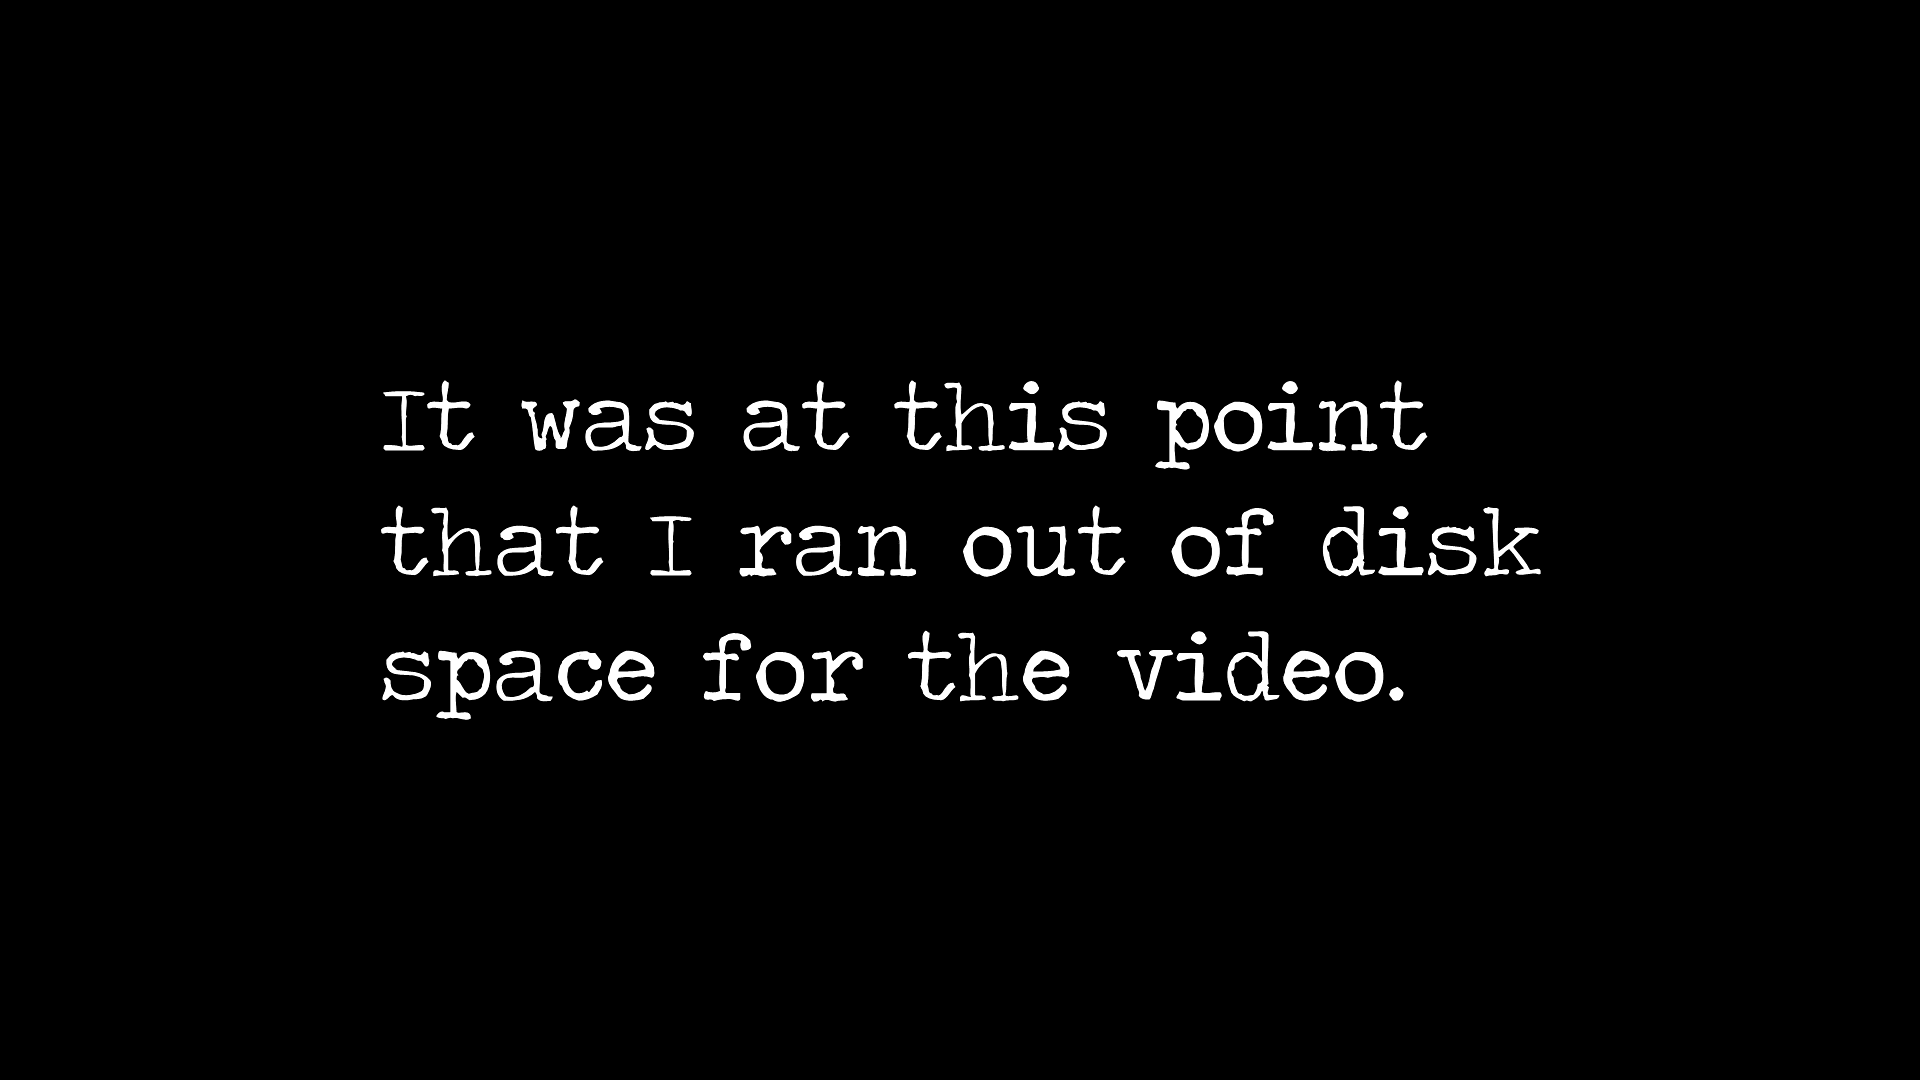 It was at this point
that I ran out of disk
space for the video.